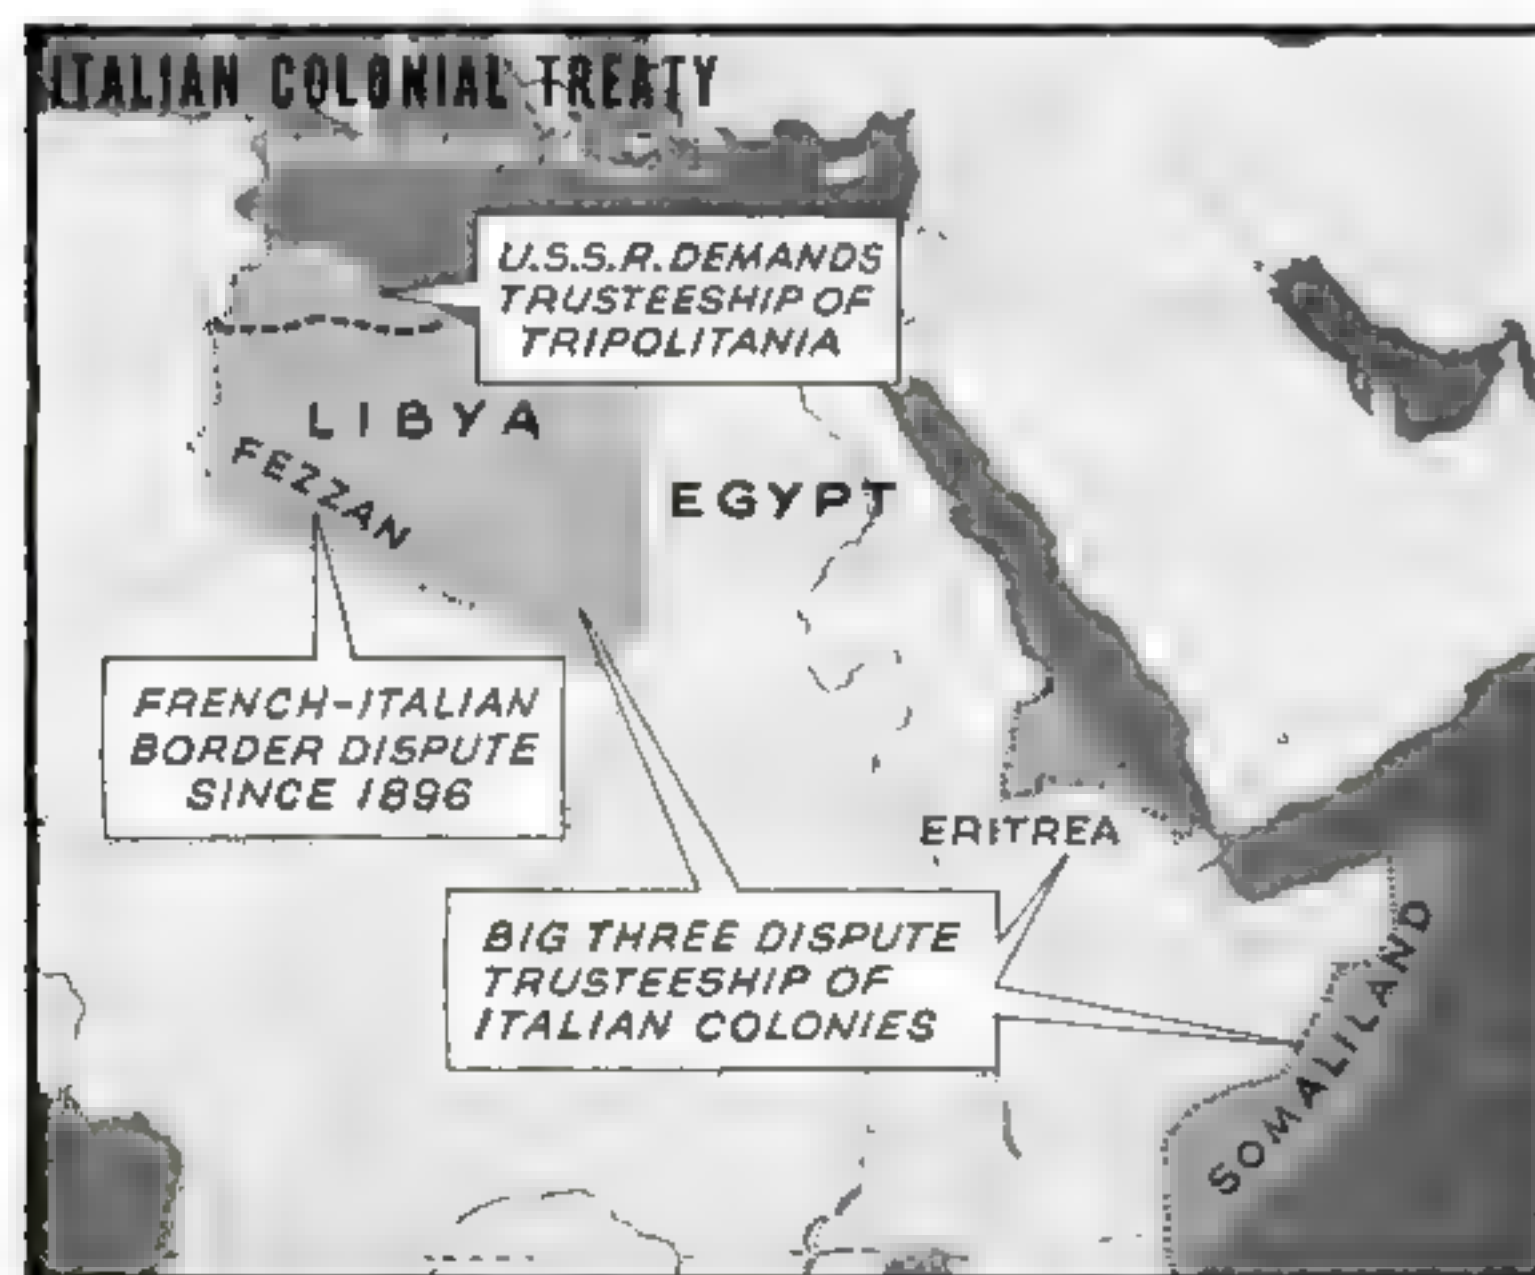 ITALIAN COLONIAL TREATY
U.S.S.R. DEMANDS
TRUSTEESHIP OF
TRIPOLITANIA
LIBYA
FEZZAN
EGYPT
FRENCH-ITALIAN
BORDER DISPUTE
SINCE 1896
ERITREA
BIG THREE DISPUTE
TRUSTEESHIP OF
ITALIAN COLONIES
SOMALILAND